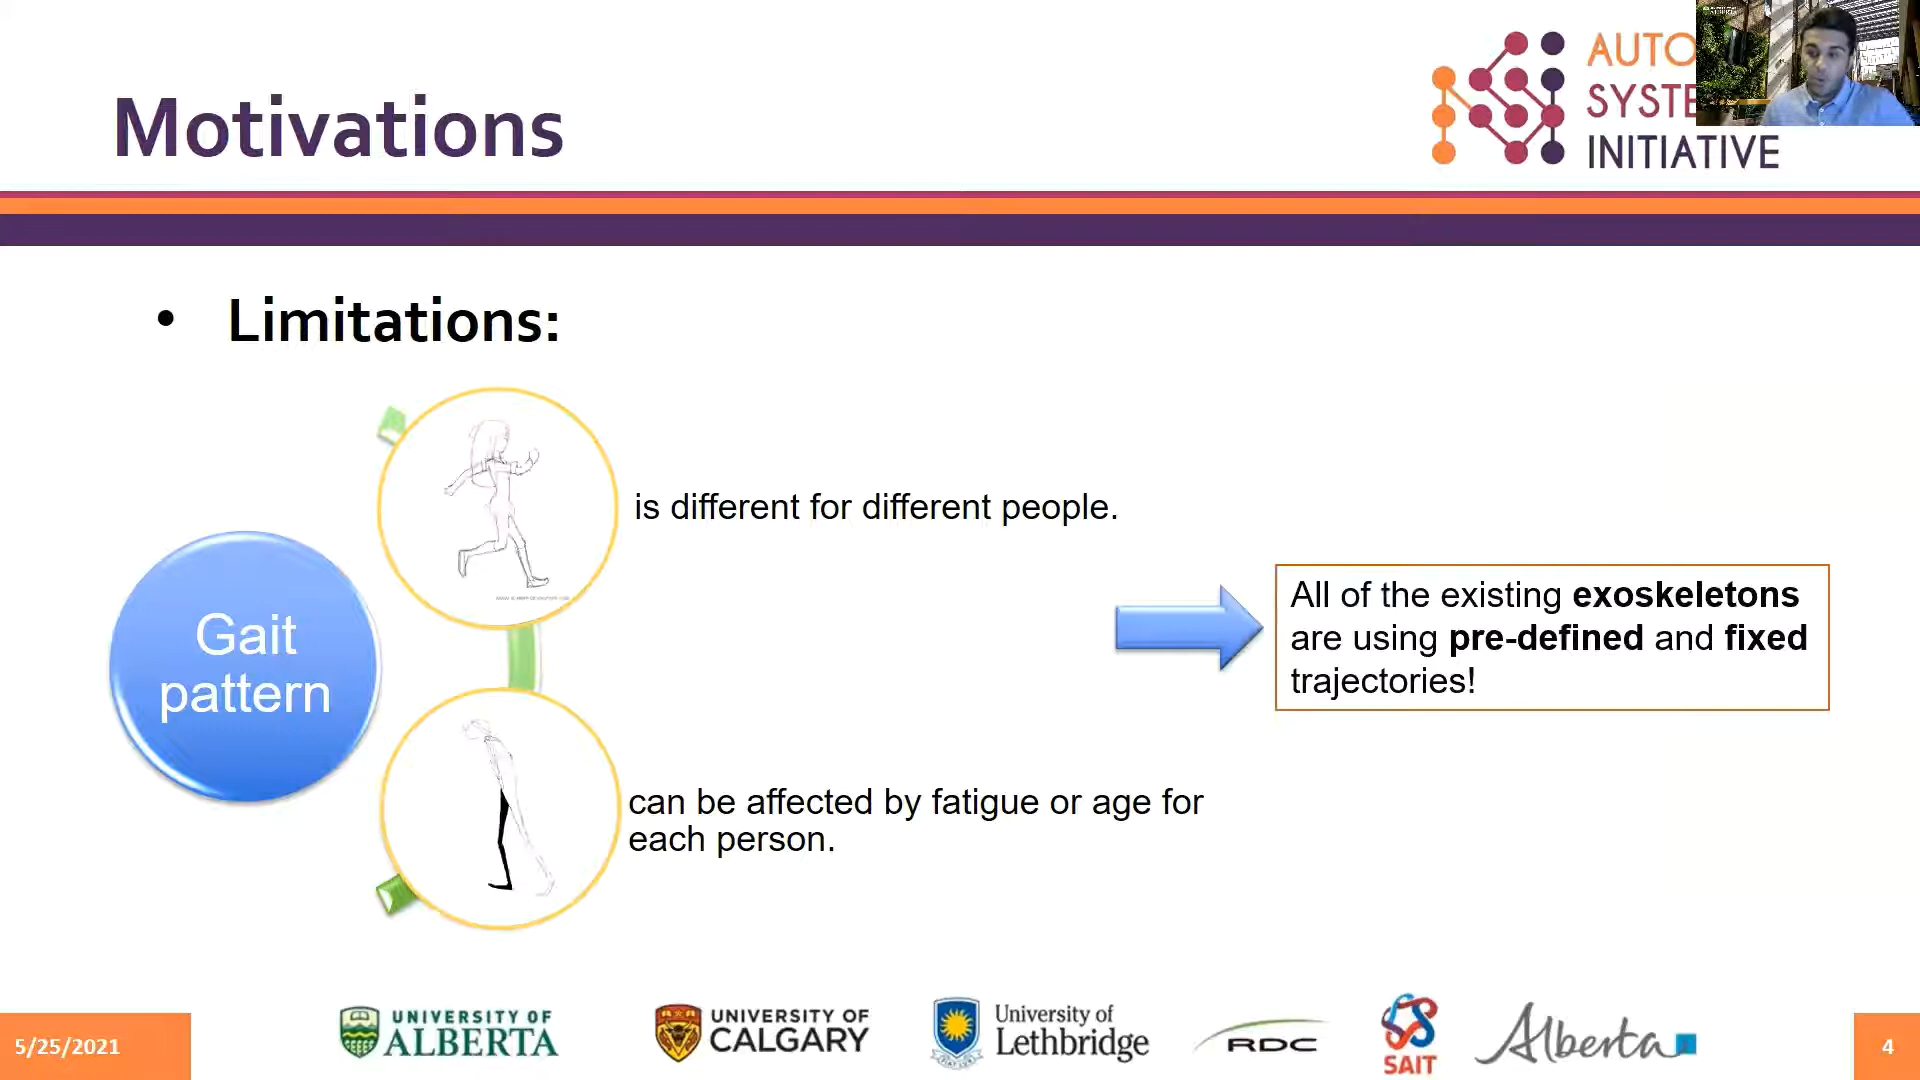 Motivations
AUTO
SYSTE
INITIATIVE
• Limitations:
is different for different people.
Gait
pattern
All of the existing exoskeletons
are using pre-defined and fixed
trajectories!
can be affected by fatigue or age for
each person.
5/25/2021
UNIVERSITY OF
ALBERTA
UNIVERSITY OF
CALGARY
University of
Lethbridge
RDC
SAIT
Alberta
4